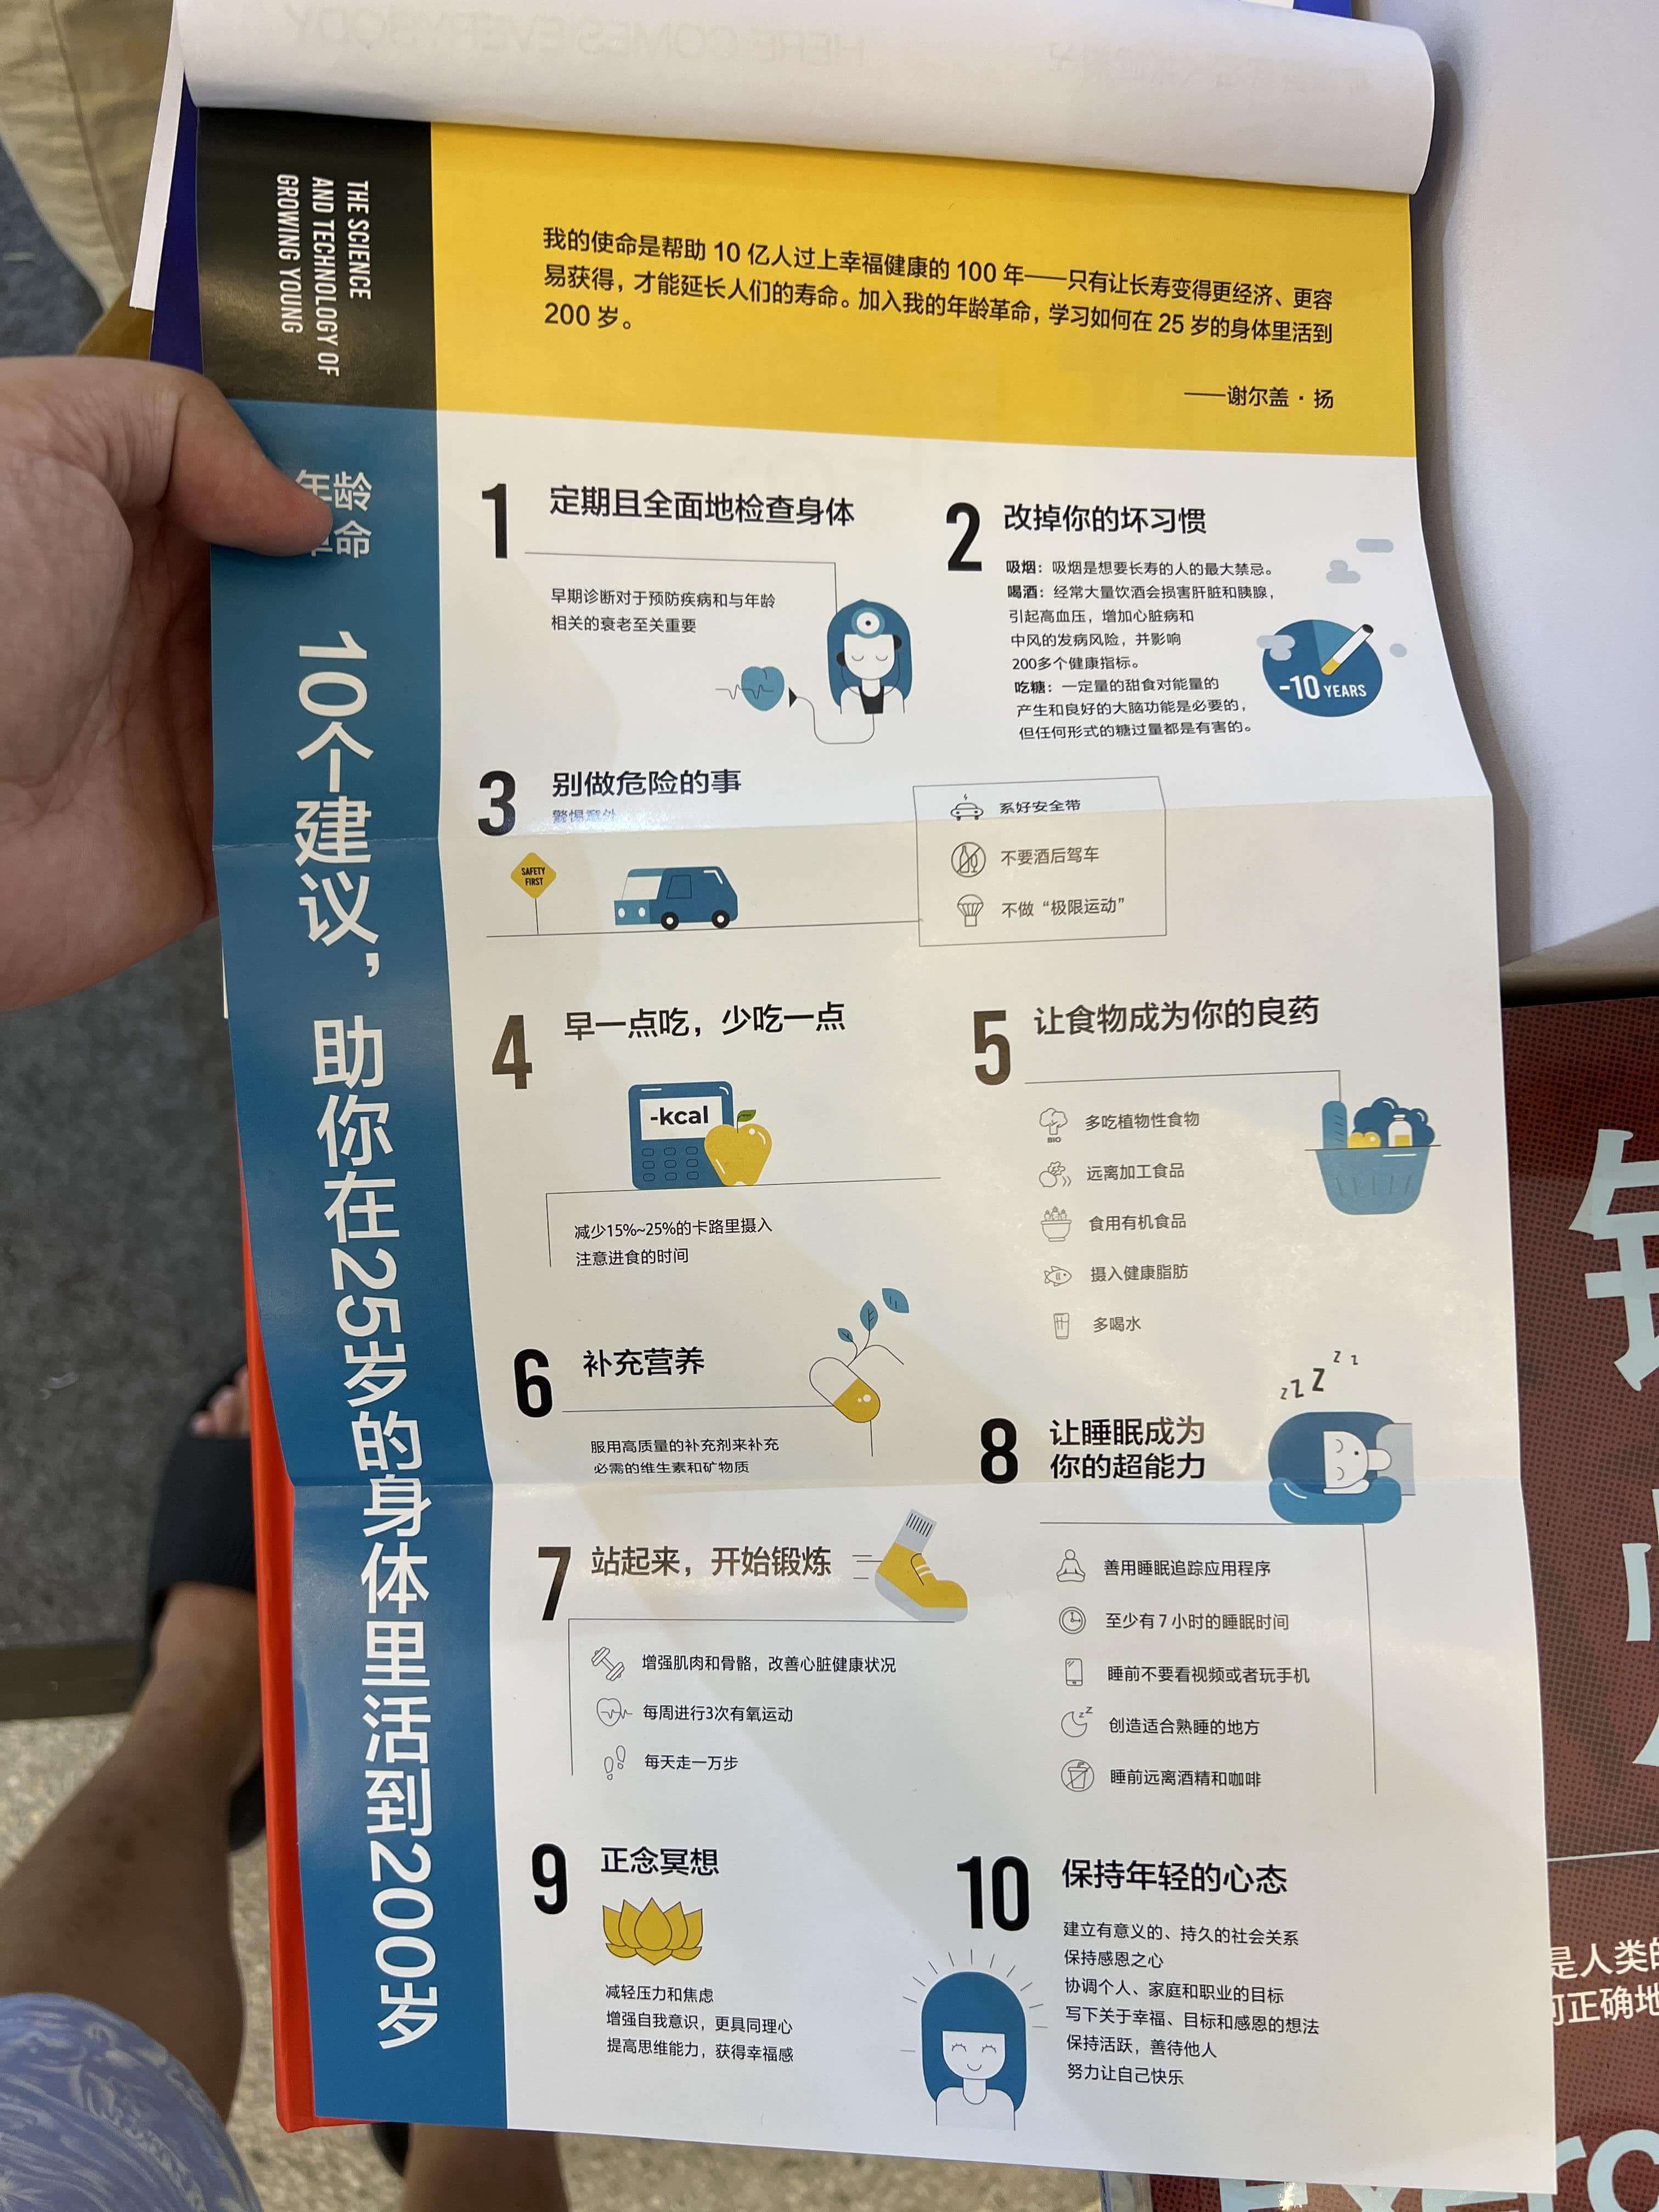 THE SCIENCE
AND TECHNOLOGY OF
GROWING YOUNG
年龄
命
10个建议，助你在25岁的身体里活到200岁
我的使命是帮助 10 亿人过上幸福健康的 100 年——只有让长寿变得更经济、更容
易获得，才能延长人们的寿命。加入我的年龄革命，学习如何在 25 岁的身体里活到
200 岁。
——谢尔盖·扬
1 定期且全面地检查身体
早期诊断对于预防疾病和与年龄
相关的衰老至关重要
2 改掉你的坏习惯
吸烟：吸烟是想要长寿的人的最大禁忌。
喝酒：经常大量饮酒会损害肝脏和胰腺，
引起高血压，增加心脏病和
中风的发病风险，并影响
200多个健康指标。
吃糖：一定量的甜食对能量的
产生和良好的大脑功能是必要的，
但任何形式的糖过量都是有害的。
-10 YEARS
3 别做危险的事
警惕意外
SAFETY
FIRST
系好安全带
不要酒后驾车
不做“极限运动”
4 早一点吃，少吃一点
-kcal
减少15%~25%的卡路里摄入
注意进食的时间
5 让食物成为你的良药
BIO
多吃植物性食物
远离加工食品
食用有机食品
摄入健康脂肪
多喝水
6 补充营养
服用高质量的补充剂来补充
必需的维生素和矿物质
7 站起来，开始锻炼
增强肌肉和骨骼，改善心脏健康状况
每周进行3次有氧运动
每天走一万步
8 让睡眠成为
你的超能力
z z z z z
善用睡眠追踪应用程序
至少有 7 小时的睡眠时间
睡前不要看视频或者玩手机
创造适合熟睡的地方
睡前远离酒精和咖啡
9 正念冥想
减轻压力和焦虑
增强自我意识，更具同理心
提高思维能力，获得幸福感
10 保持年轻的心态
建立有意义的、持久的社会关系
保持感恩之心
协调个人、家庭和职业的目标
写下关于幸福、目标和感恩的想法
保持活跃，善待他人
努力让自己快乐
是人类的
可正确地